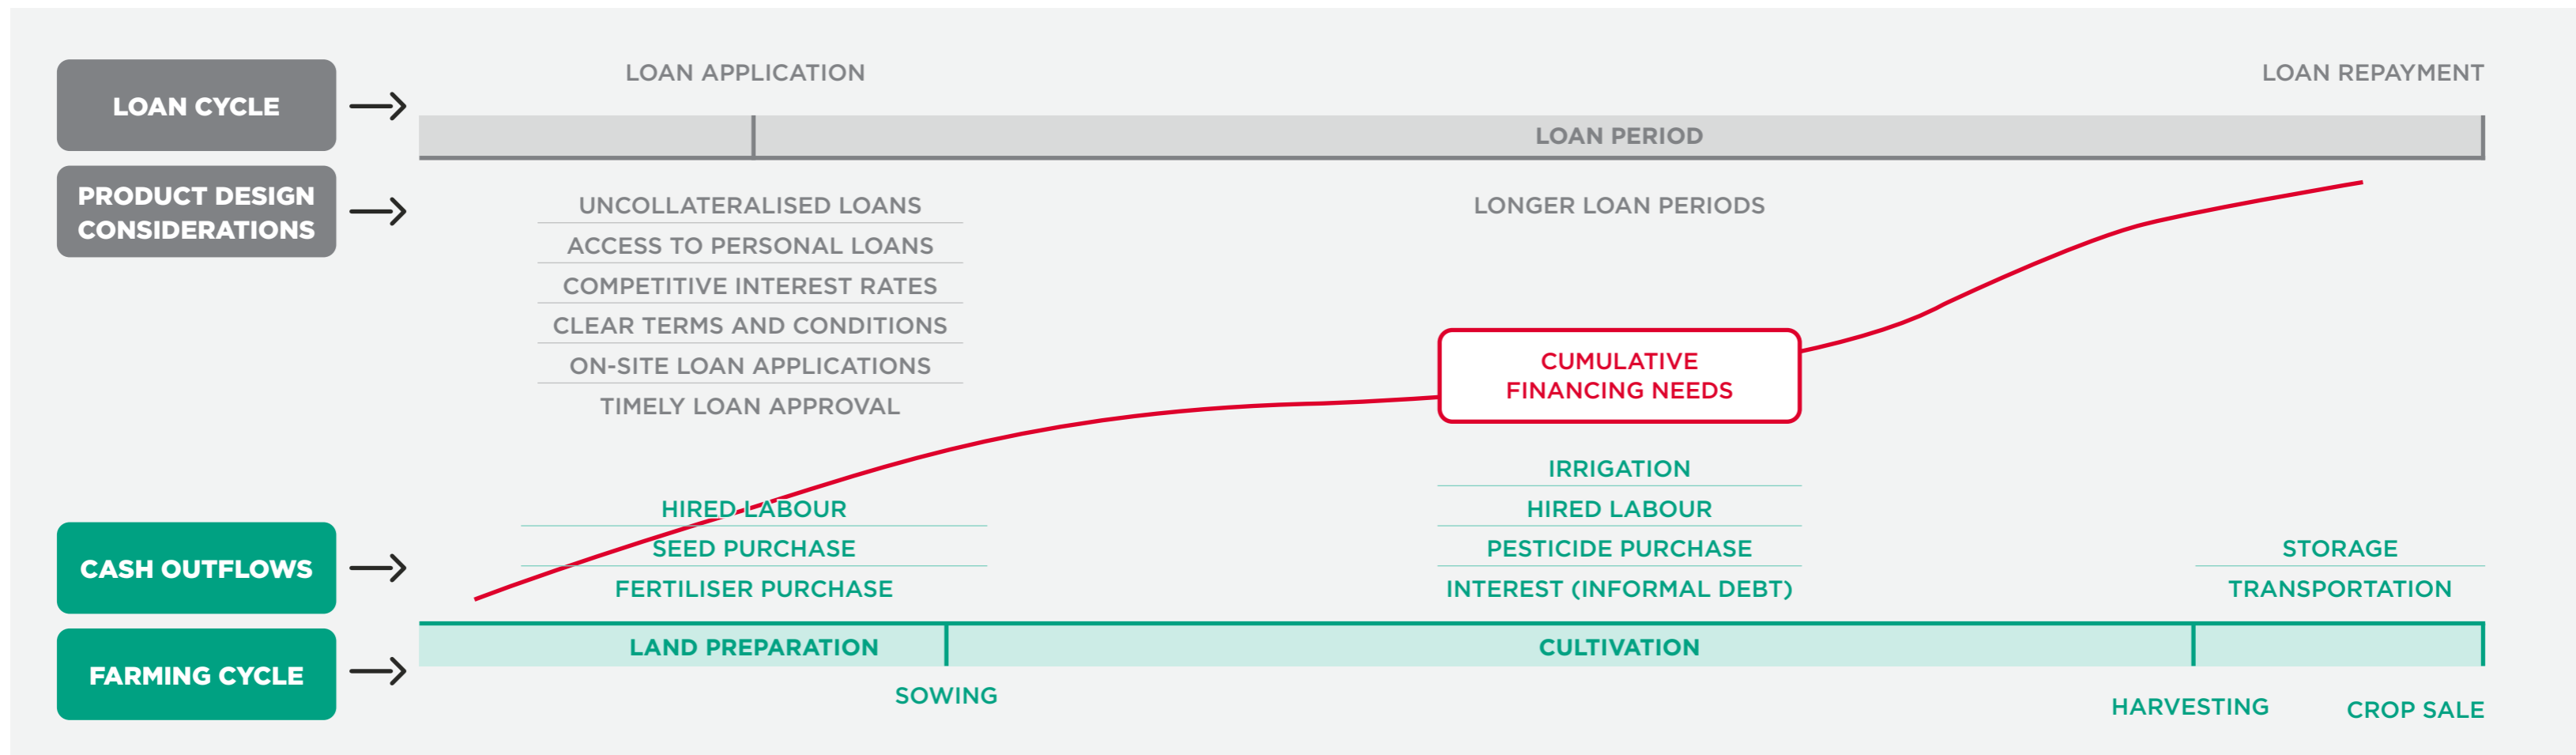 LOAN CYCLE
LOAN APPLICATION
LOAN REPAYMENT
LOAN PERIOD
PRODUCT DESIGN
CONSIDERATIONS
UNCOLLATERALISED LOANS
ACCESS TO PERSONAL LOANS
COMPETITIVE INTEREST RATES
CLEAR TERMS AND CONDITIONS
ON-SITE LOAN APPLICATIONS
TIMELY LOAN APPROVAL
LONGER LOAN PERIODS
CUMULATIVE
FINANCING NEEDS
CASH OUTFLOWS
HIRED LABOUR
SEED PURCHASE
FERTILISER PURCHASE
IRRIGATION
HIRED LABOUR
PESTICIDE PURCHASE
INTEREST (INFORMAL DEBT)
STORAGE
TRANSPORTATION
FARMING CYCLE
LAND PREPARATION
CULTIVATION
SOWING
HARVESTING
CROP SALE